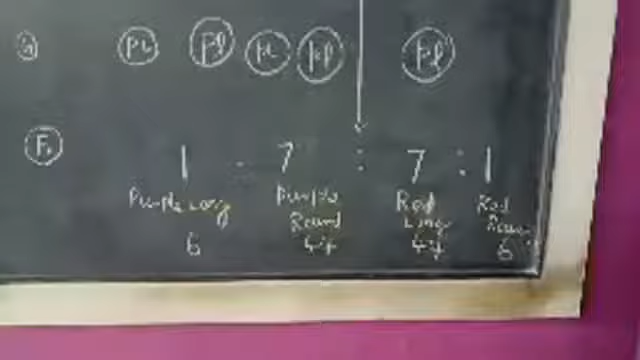 G PL Pl PL Pl Pl
F₁ 1 : 7 : 7 : 1
Purple Long Purple Round Red Long Red Round
6 44 44 6